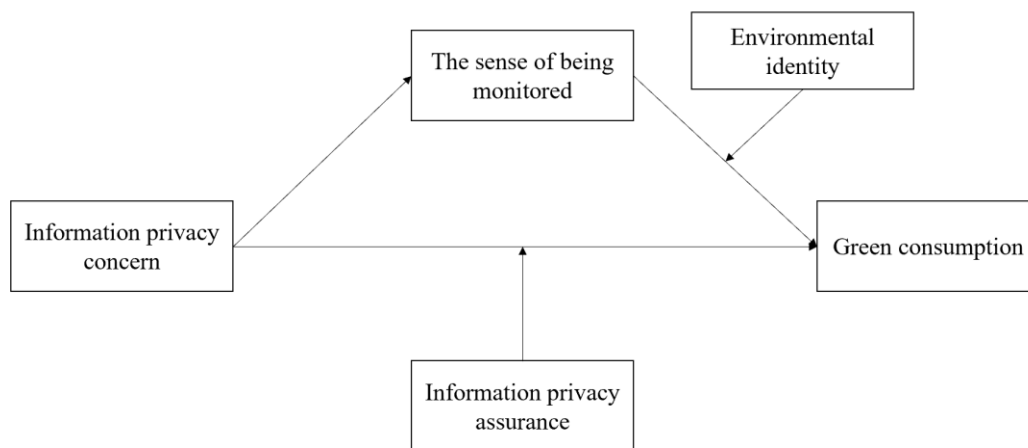 Environmental
identity
The sense of being
monitored
Information privacy
concern
Green consumption
Information privacy
assurance